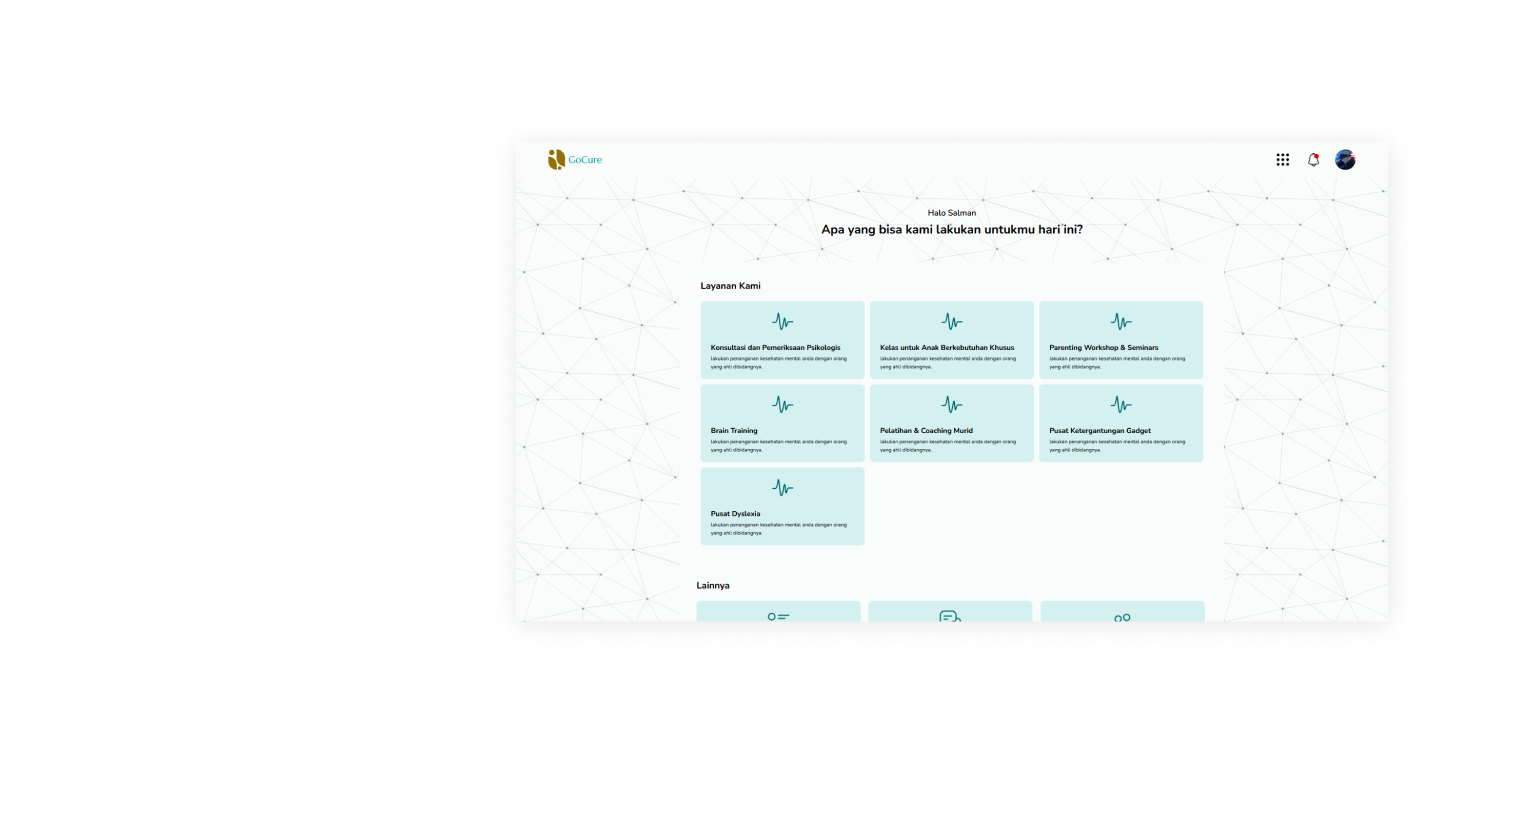 GoCure
Halo Salman
Apa yang bisa kami lakukan untukmu hari ini?
Layanan Kami
Konsultasi dan Pemeriksaan Psikologis
lakukan penanganan kesehatan mental anda dengan orang
yang ahli dibidangnya.
Kelas untuk Anak Berkebutuhan Khusus
lakukan penanganan kesehatan mental anda dengan orang
yang ahli dibidangnya.
Parenting Workshop & Seminars
lakukan penanganan kesehatan mental anda dengan orang
yang ahli dibidangnya.
Brain Training
lakukan penanganan kesehatan mental anda dengan orang
yang ahli dibidangnya.
Pelatihan & Coaching Murid
lakukan penanganan kesehatan mental anda dengan orang
yang ahli dibidangnya.
Pusat Ketergantungan Gadget
lakukan penanganan kesehatan mental anda dengan orang
yang ahli dibidangnya.
Pusat Dyslexia
lakukan penanganan kesehatan mental anda dengan orang
yang ahli dibidangnya.
Lainnya